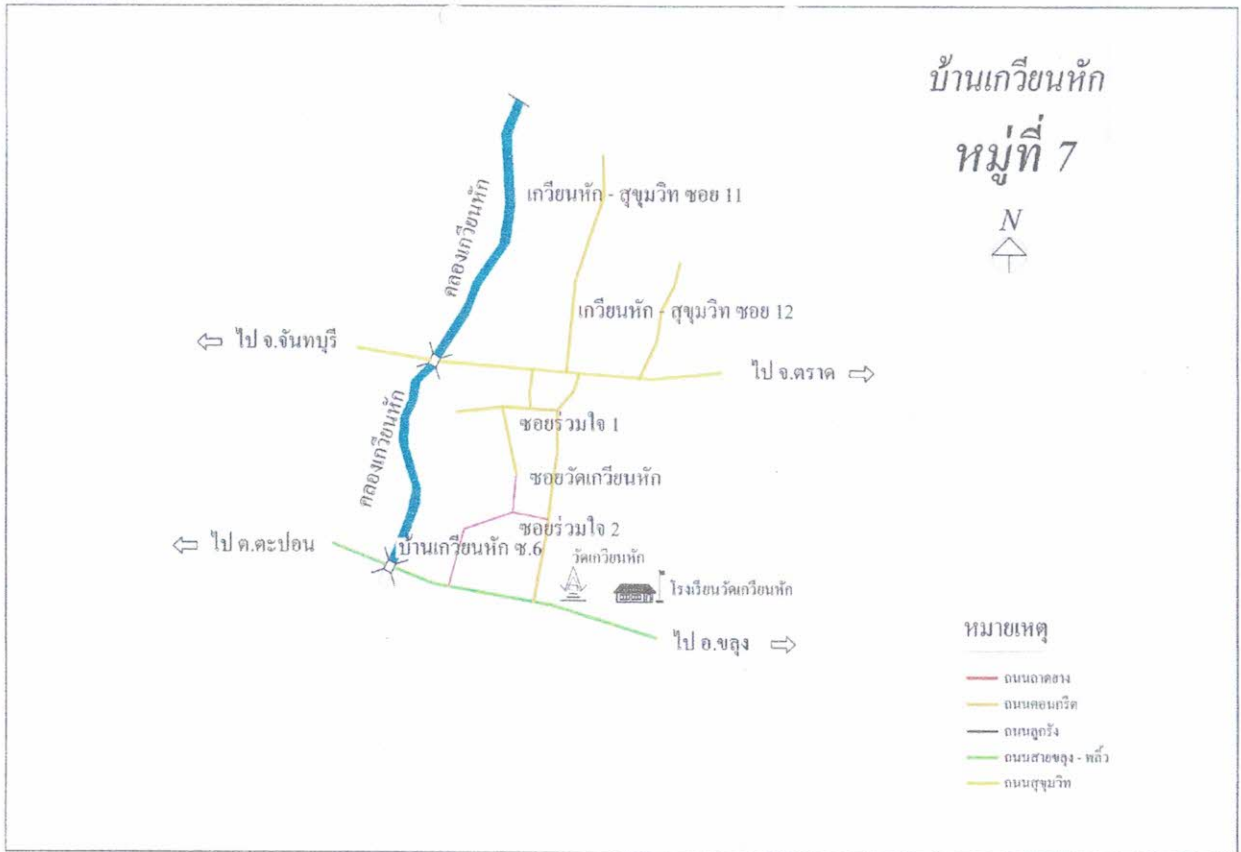 บ้านเกวียนหัก
หมู่ที่ 7
N
เกวียนหัก - สุขุมวิท ซอย 11
คลองเกวียนหัก
เกวียนหัก - สุขุมวิท ซอย 12
ไป จ.จันทบุรี
ไป จ.ตราด
คลองเกวียนหัก
ซอยร่วมใจ 1
ซอยวัดเกวียนหัก
ซอยร่วมใจ 2
ไป ต.ตะปอน
บ้านเกวียนหัก ซ.6
วัดเกวียนหัก
โรงเรียนวัดเกวียนหัก
ไป อ.ขลุง
หมายเหตุ
ถนนลาดยาง
ถนนคอนกรีต
ถนนลูกรัง
ถนนสายขลุง - พลิ้ว
ถนนสุขุมวิท